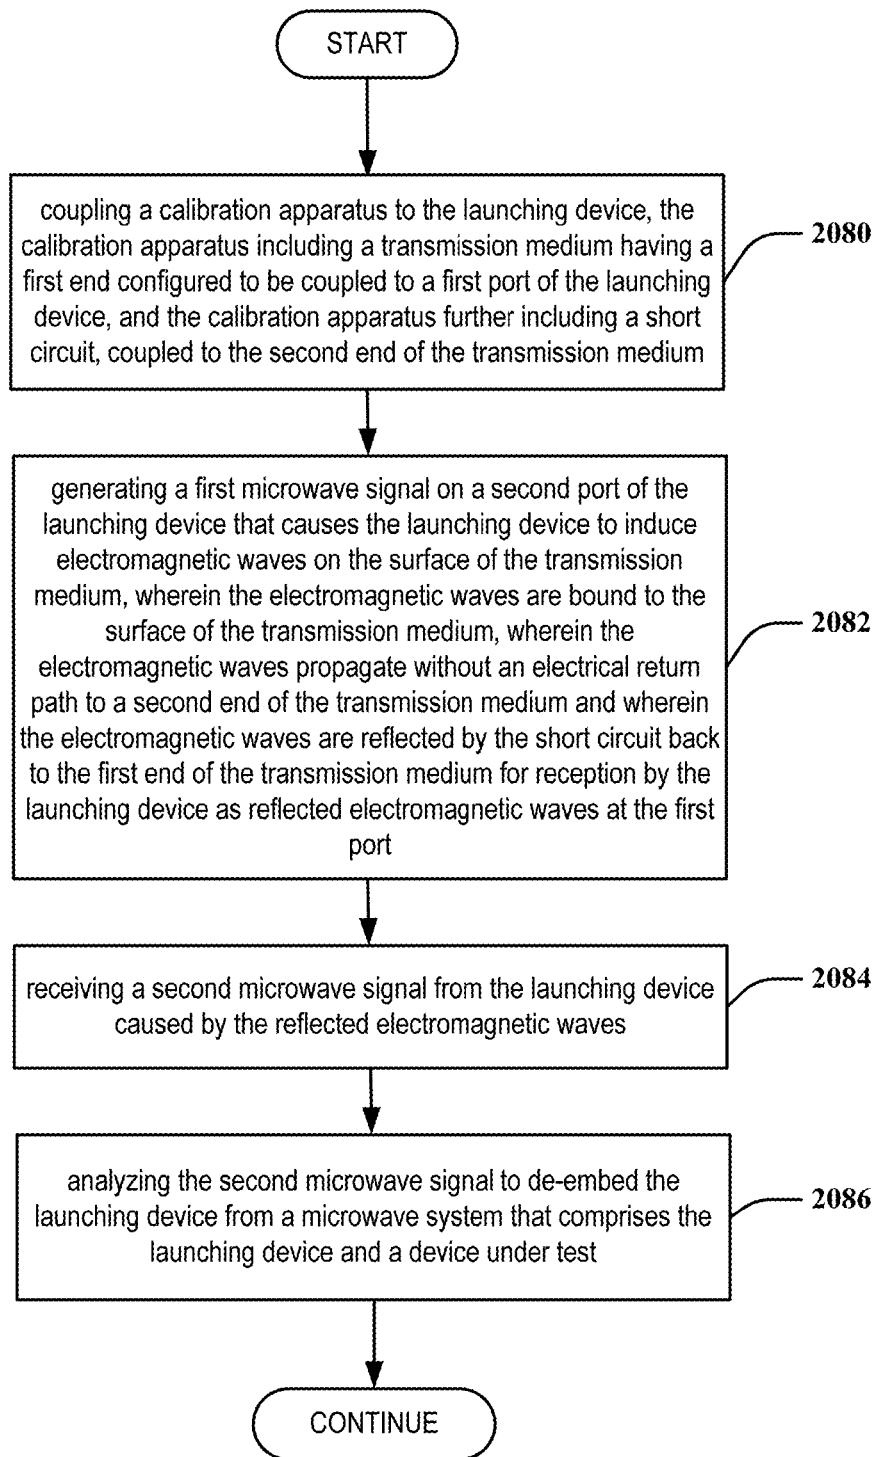 START
coupling a calibration apparatus to the launching device, the
calibration apparatus including a transmission medium having a
first end configured to be coupled to a first port of the launching
device, and the calibration apparatus further including a short
circuit, coupled to the second end of the transmission medium
2080
generating a first microwave signal on a second port of the
launching device that causes the launching device to induce
electromagnetic waves on the surface of the transmission
medium, wherein the electromagnetic waves are bound to the
surface of the transmission medium, wherein the
electromagnetic waves propagate without an electrical return
path to a second end of the transmission medium and wherein
the electromagnetic waves are reflected by the short circuit back
to the first end of the transmission medium for reception by the
launching device as reflected electromagnetic waves at the first
port
2082
receiving a second microwave signal from the launching device
caused by the reflected electromagnetic waves
2084
analyzing the second microwave signal to de-embed the
launching device from a microwave system that comprises the
launching device and a device under test
2086
CONTINUE